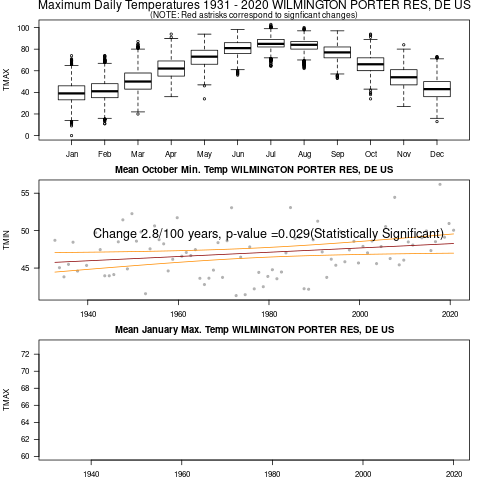 Maximum Daily Temperatures 1931 - 2020 WILMINGTON PORTER RES, DE US
(NOTE: Red astrisks correspond to signficant changes)
TMAX
100
80
60
40
20
0
Jan Feb Mar Apr May Jun Jul Aug Sep Oct Nov Dec
Mean October Min. Temp WILMINGTON PORTER RES, DE US
TMIN
55
50
45
Change 2.8/100 years, p-value =0.029(Statistically Significant)
1940 1960 1980 2000 2020
Mean January Max. Temp WILMINGTON PORTER RES, DE US
TMAX
72
70
68
66
64
62
60
1940 1960 1980 2000 2020